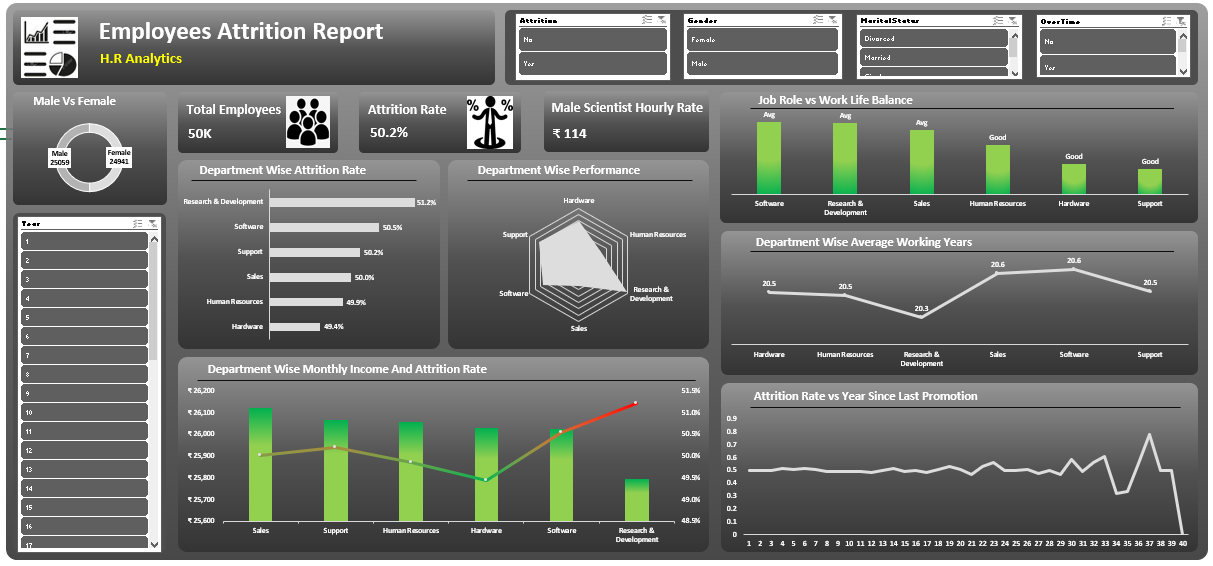 Employees Attrition Report
H.R Analytics
Attrition
No
Yes
Gender
Female
Male
MaritalStatus
Divorced
Married
OverTime
No
Yes
Male Vs Female
Male
25059
Female
24941
Total Employees
50K
Attrition Rate
50.2%
Male Scientist Hourly Rate
₹ 114
Year
1
2
3
4
5
6
7
8
9
10
11
12
13
14
15
16
17
Department Wise Attrition Rate
Research & Development 51.2%
Software 50.5%
Support 50.2%
Sales 50.0%
Human Resources 49.9%
Hardware 49.4%
Department Wise Performance
Hardware
Human Resources
Research &
Development
Sales
Software
Support
Department Wise Monthly Income And Attrition Rate
₹ 26,200 51.5%
₹ 26,100 51.0%
₹ 26,000 50.5%
₹ 25,900 50.0%
₹ 25,800 49.5%
₹ 25,700 49.0%
₹ 25,600 48.5%
Sales Support Human Resources Hardware Software Research &
Development
Job Role vs Work Life Balance
Avg Avg Avg Good Good Good
Software Research & Sales Human Resources Hardware Support
Development
Department Wise Average Working Years
20.5 20.5 20.3 20.6 20.6 20.5
Hardware Human Resources Research & Sales Software Support
Development
Attrition Rate vs Year Since Last Promotion
0.9
0.8
0.7
0.6
0.5
0.4
0.3
0.2
0.1
0
1 2 3 4 5 6 7 8 9 10 11 12 13 14 15 16 17 18 19 20 21 22 23 24 25 26 27 28 29 30 31 32 33 34 35 36 37 38 39 40